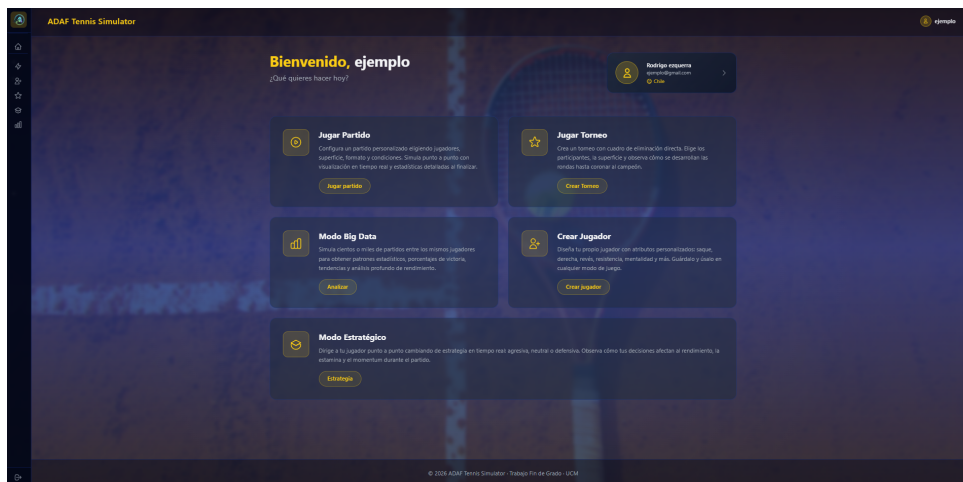 ADAF Tennis Simulator
ejemplo
Bienvenido, ejemplo
¿Qué quieres hacer hoy?
Rodrigo ezquerra
ejemplo@gmail.com
Chile
Jugar Partido
Configura un partido personalizado eligiendo jugadores,
superficie, formato y condiciones. Simula punto a punto con
visualización en tiempo real y estadísticas detalladas al finalizar.
Jugar partido
Jugar Torneo
Crea un torneo con cuadro de eliminación directa. Elige los
participantes, la superficie y observa cómo se desarrollan las
rondas hasta coronar al campeón.
Crear Torneo
Modo Big Data
Simula cientos o miles de partidos entre los mismos jugadores
para obtener patrones estadísticos, porcentajes de victoria,
tendencias y análisis profundo de rendimiento.
Analizar
Crear Jugador
Diseña tu propio jugador con atributos personalizados: saque,
derecha, revés, resistencia, mentalidad y más. Guárdalo y úsalo en
cualquier modo de juego.
Crear jugador
Modo Estratégico
Dirige a tu jugador punto a punto cambiando de estrategia en tiempo real: agresiva, neutral o defensiva. Observa cómo tus decisiones afectan al rendimiento, la
estamina y el momentum durante el partido.
Estrategia
© 2026 ADAF Tennis Simulator - Trabajo Fin de Grado - UCM